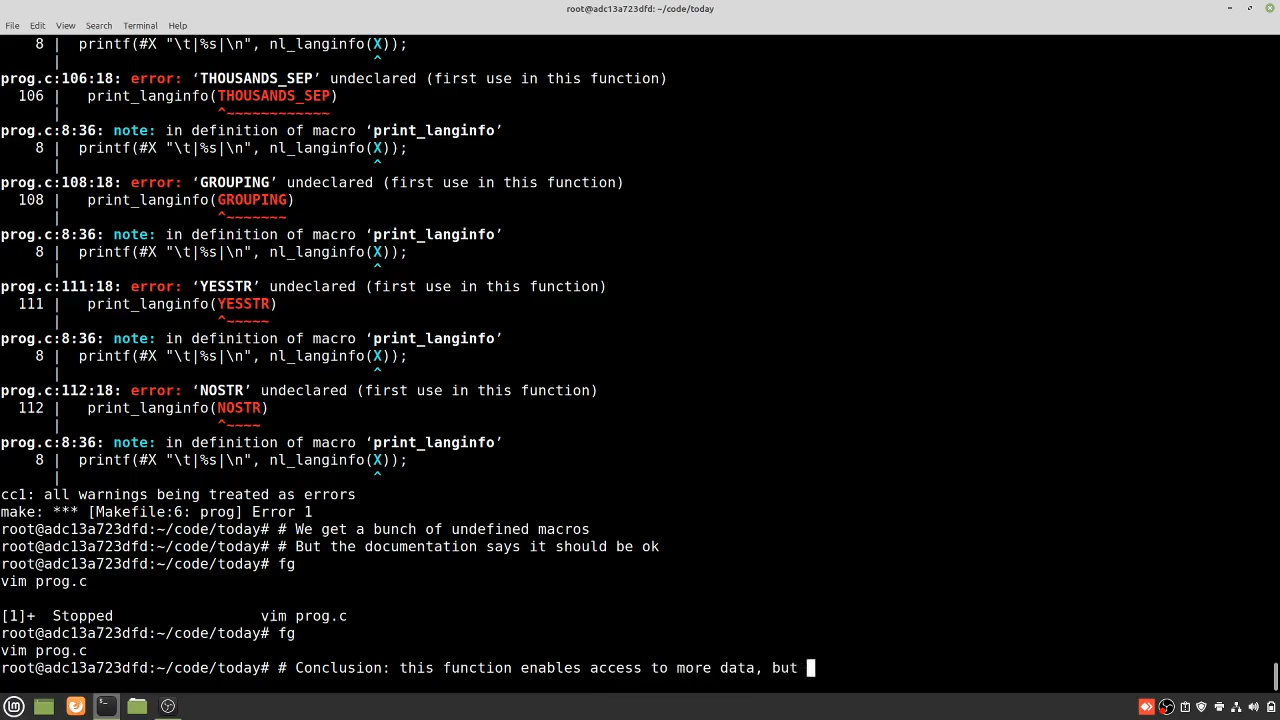 root@adc13a723dfd: ~/code/today
File Edit View Search Terminal Help
8 | printf(#X "\t|%s|\n", nl_langinfo(X));
| ^
prog.c:106:18: error: ‘THOUSANDS_SEP’ undeclared (first use in this function)
106 | print_langinfo(THOUSANDS_SEP)
| ^~~~~~~~~~~~~
prog.c:8:36: note: in definition of macro ‘print_langinfo’
8 | printf(#X "\t|%s|\n", nl_langinfo(X));
| ^
prog.c:108:18: error: ‘GROUPING’ undeclared (first use in this function)
108 | print_langinfo(GROUPING)
| ^~~~~~~~
prog.c:8:36: note: in definition of macro ‘print_langinfo’
8 | printf(#X "\t|%s|\n", nl_langinfo(X));
| ^
prog.c:111:18: error: ‘YESSTR’ undeclared (first use in this function)
111 | print_langinfo(YESSTR)
| ^~~~~~
prog.c:8:36: note: in definition of macro ‘print_langinfo’
8 | printf(#X "\t|%s|\n", nl_langinfo(X));
| ^
prog.c:112:18: error: ‘NOSTR’ undeclared (first use in this function)
112 | print_langinfo(NOSTR)
| ^~~~~
prog.c:8:36: note: in definition of macro ‘print_langinfo’
8 | printf(#X "\t|%s|\n", nl_langinfo(X));
| ^
cc1: all warnings being treated as errors
make: *** [Makefile:6: prog] Error 1
root@adc13a723dfd:~/code/today# # We get a bunch of undefined macros
root@adc13a723dfd:~/code/today# # But the documentation says it should be ok
root@adc13a723dfd:~/code/today# fg
vim prog.c
[1]+ Stopped vim prog.c
root@adc13a723dfd:~/code/today# fg
vim prog.c
root@adc13a723dfd:~/code/today# # Conclusion: this function enables access to more data, but